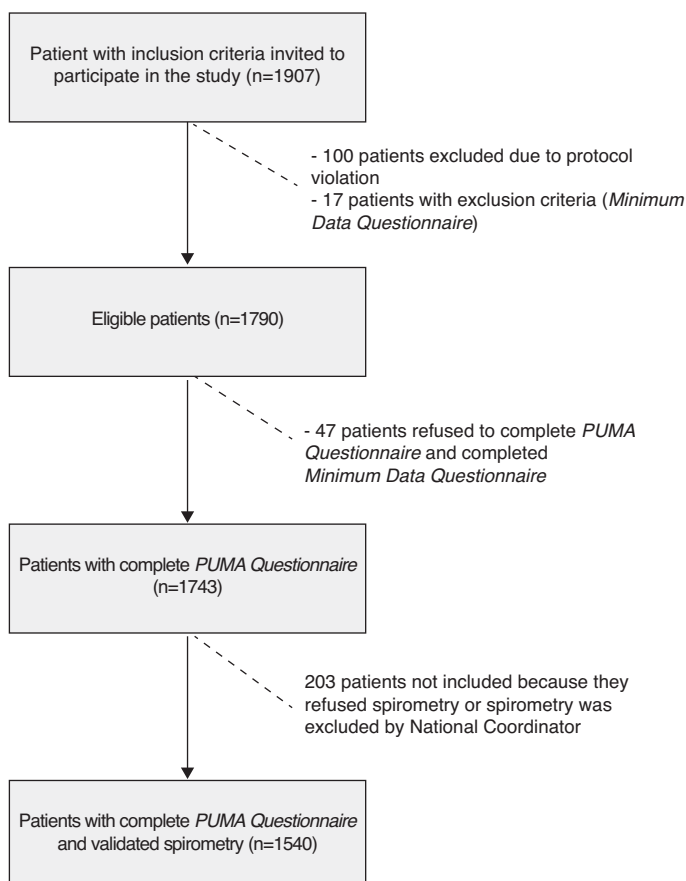 Patient with inclusion criteria invited to
participate in the study (n=1907)
- 100 patients excluded due to protocol
violation
- 17 patients with exclusion criteria (Minimum
Data Questionnaire)
Eligible patients (n=1790)
- 47 patients refused to complete PUMA
Questionnaire and completed
Minimum Data Questionnaire
Patients with complete PUMA Questionnaire
(n=1743)
203 patients not included because they
refused spirometry or spirometry was
excluded by National Coordinator
Patients with complete PUMA Questionnaire
and validated spirometry (n=1540)